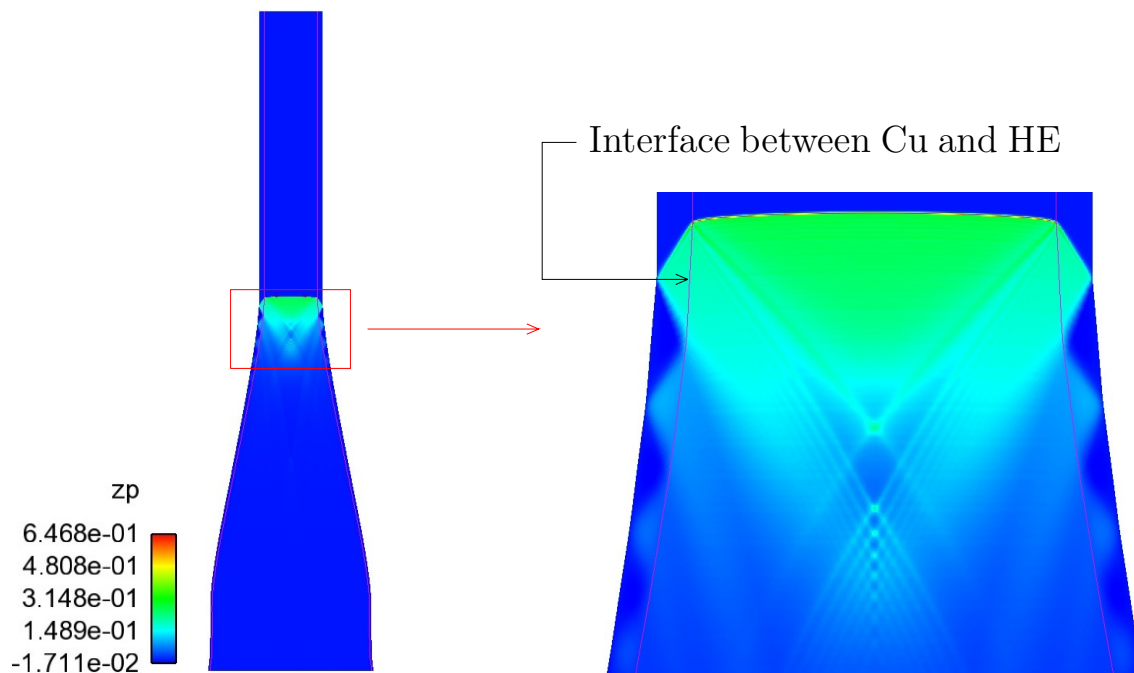 Interface between Cu and HE
zp
6.468e-01
4.808e-01
3.148e-01
1.489e-01
-1.711e-02